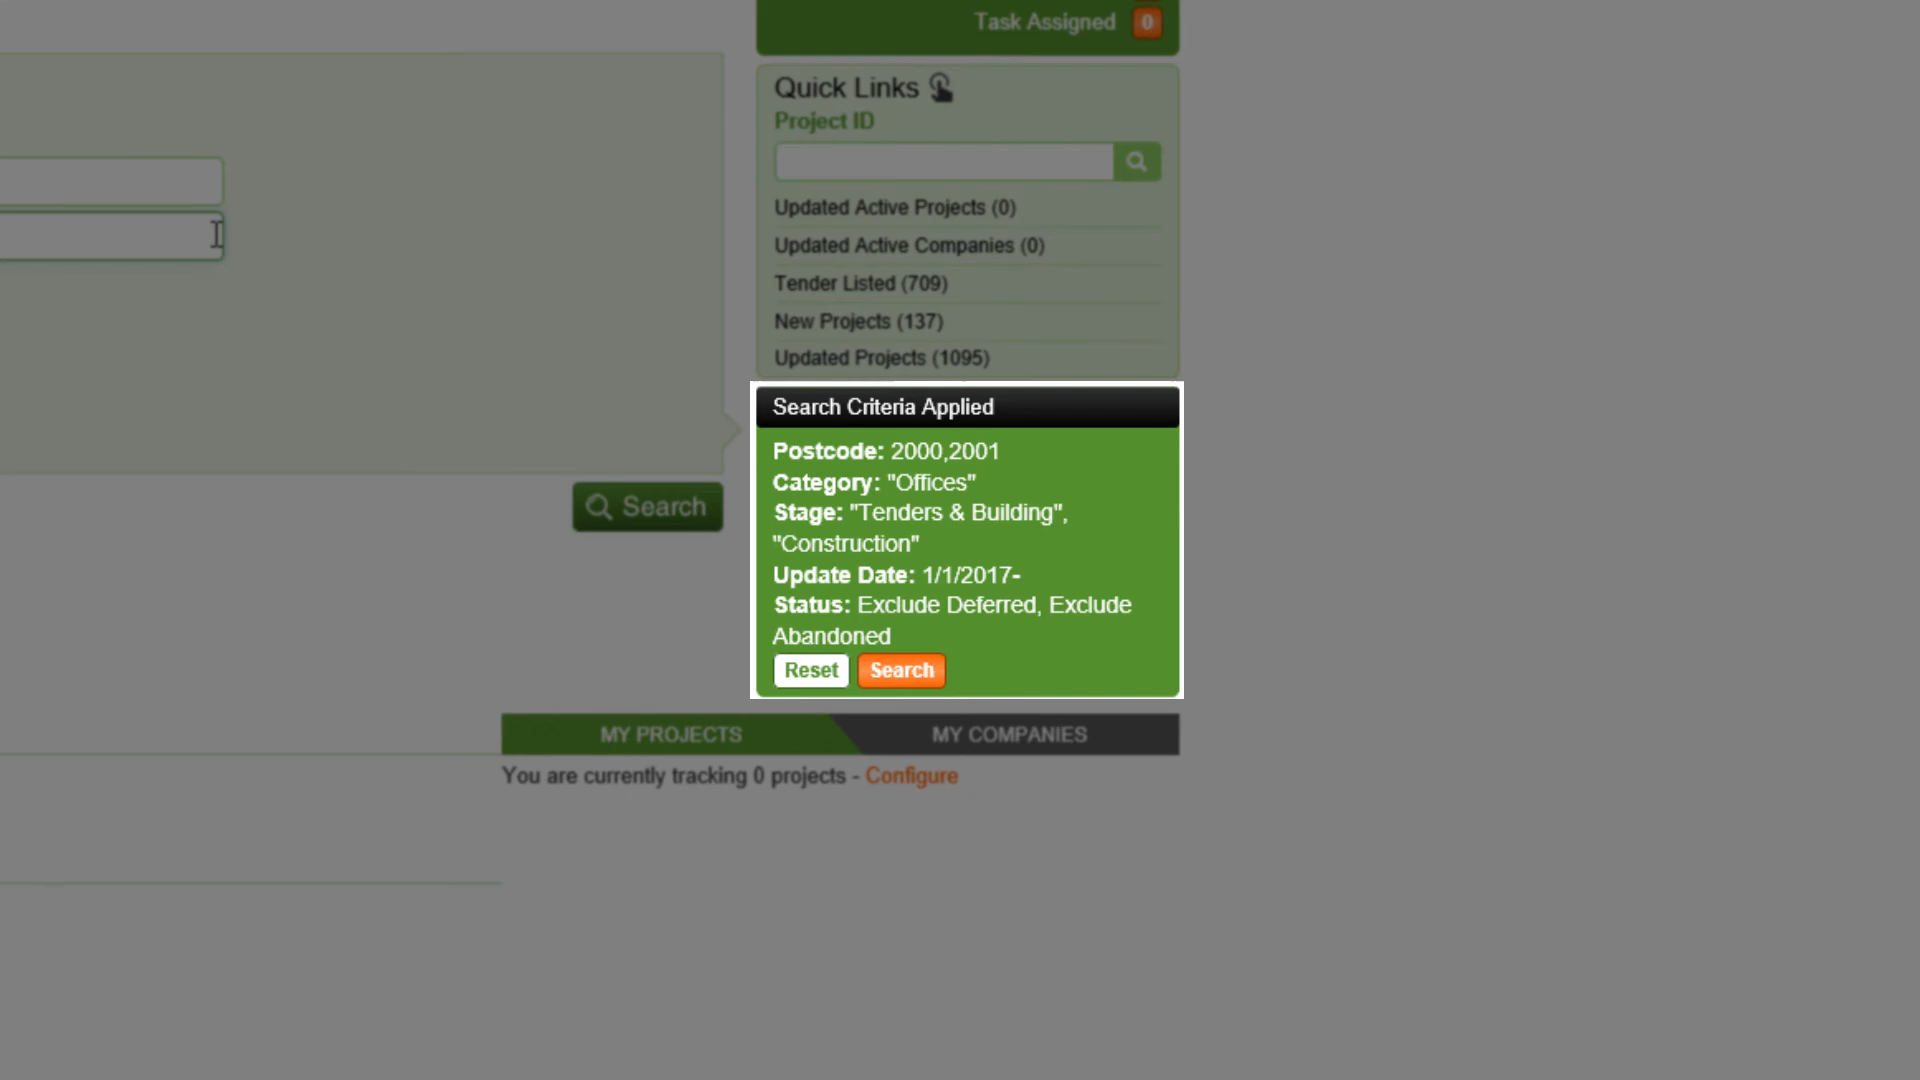 Task Assigned 0
Quick Links
Project ID
Updated Active Projects (0)
Updated Active Companies (0)
Tender Listed (709)
New Projects (137)
Updated Projects (1095)
Search Criteria Applied
Postcode: 2000,2001
Category: "Offices"
Stage: "Tenders & Building",
"Construction"
Update Date: 1/1/2017-
Status: Exclude Deferred, Exclude
Abandoned
Reset Search
Search
MY PROJECTS MY COMPANIES
You are currently tracking 0 projects - Configure